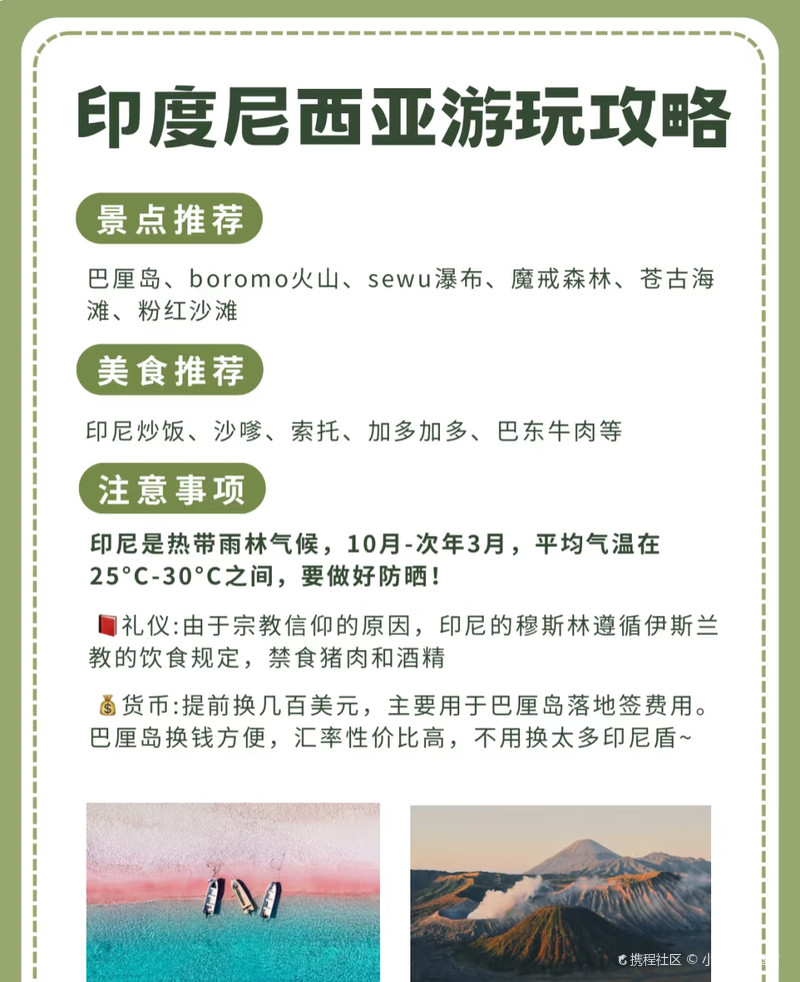 印度尼西亚游玩攻略
景点推荐
巴厘岛、boromo火山、sewu瀑布、魔戒森林、苍古海
滩、粉红沙滩
美食推荐
印尼炒饭、沙嗲、索托、加多加多、巴东牛肉等
注意事项
印尼是热带雨林气候，10月-次年3月，平均气温在
25°C-30°C之间，要做好防晒！
📕礼仪:由于宗教信仰的原因，印尼的穆斯林遵循伊斯兰
教的饮食规定，禁食猪肉和酒精
💰货币:提前换几百美元，主要用于巴厘岛落地签费用。
巴厘岛换钱方便，汇率性价比高，不用换太多印尼盾~
携程社区 © 小